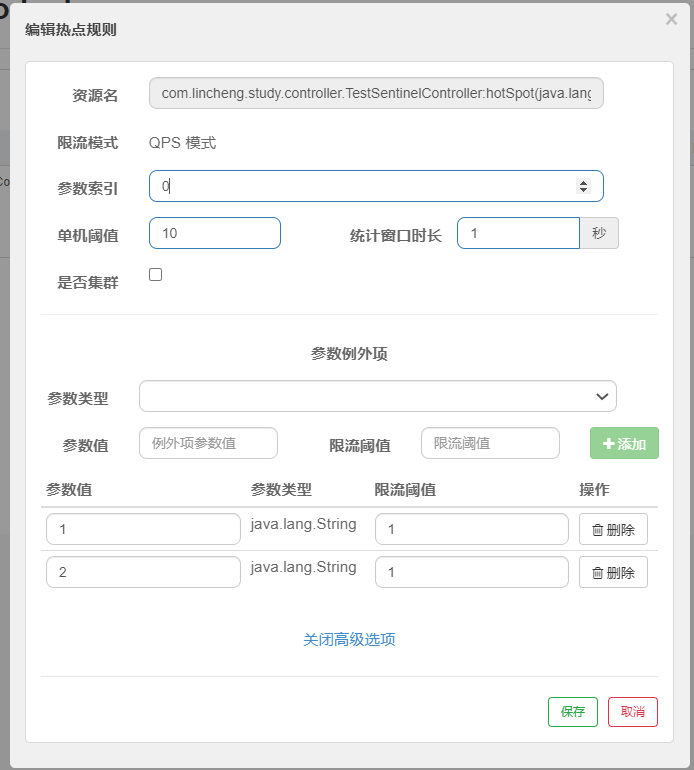 编辑热点规则
×
资源名 com.lincheng.study.controller.TestSentinelController:hotSpot(java.lang
限流模式 QPS 模式
参数索引 0
单机阈值 10 统计窗口时长 1 秒
是否集群
参数例外项
参数类型
参数值 例外项参数值 限流阈值 限流阈值 添加
参数值 参数类型 限流阈值 操作
1 java.lang.String 1 删除
2 java.lang.String 1 删除
关闭高级选项
保存 取消